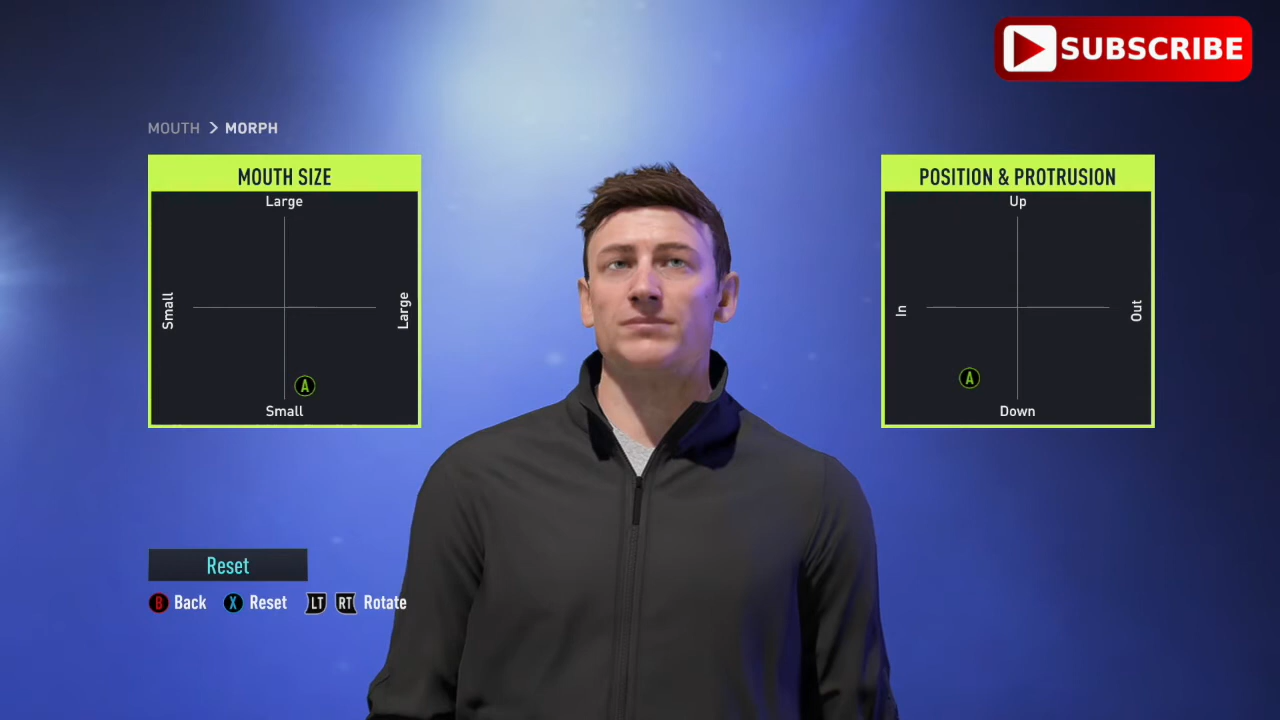 SUBSCRIBE
MOUTH > MORPH
MOUTH SIZE
Large
Small
Large
A
Small
POSITION & PROTRUSION
Up
In
Out
A
Down
Reset
B Back X Reset LT RT Rotate